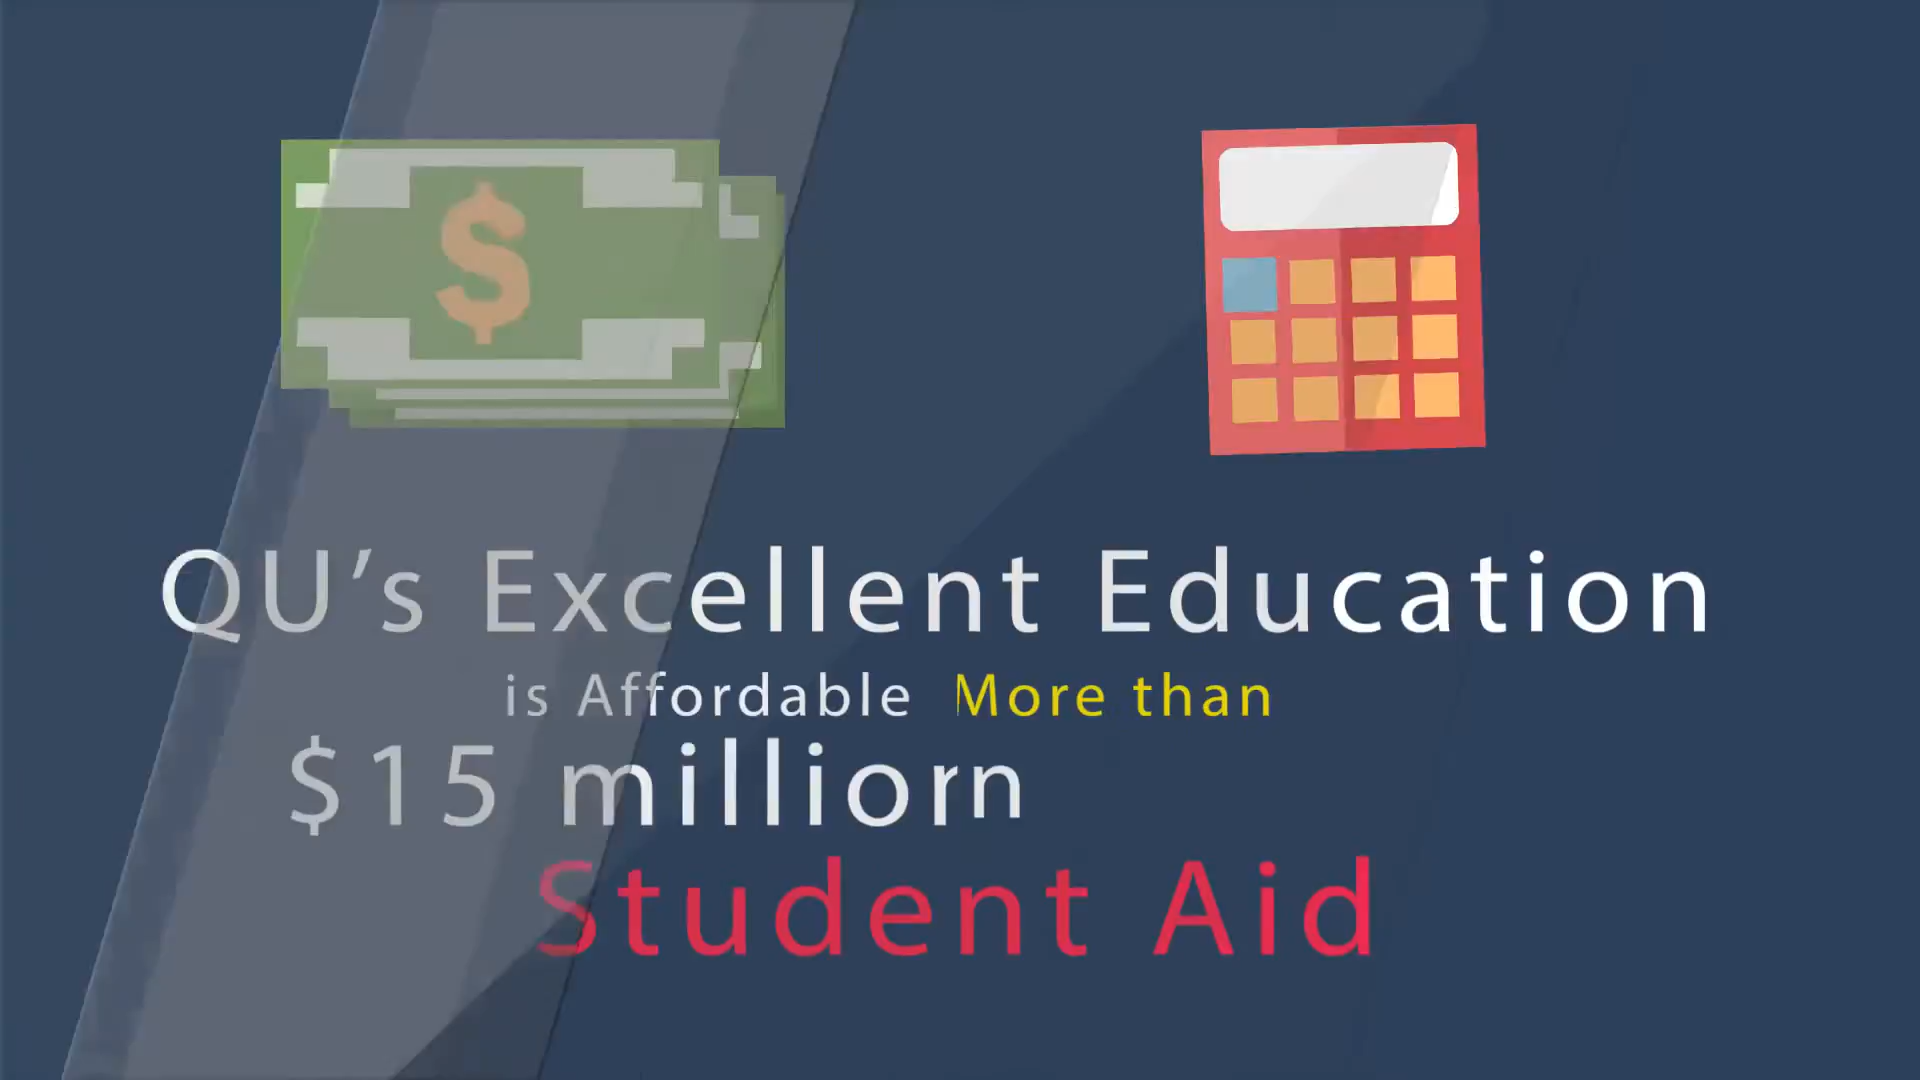 $
QU's Excellent Education
is Affordable More than
$15 milliorn
Student Aid